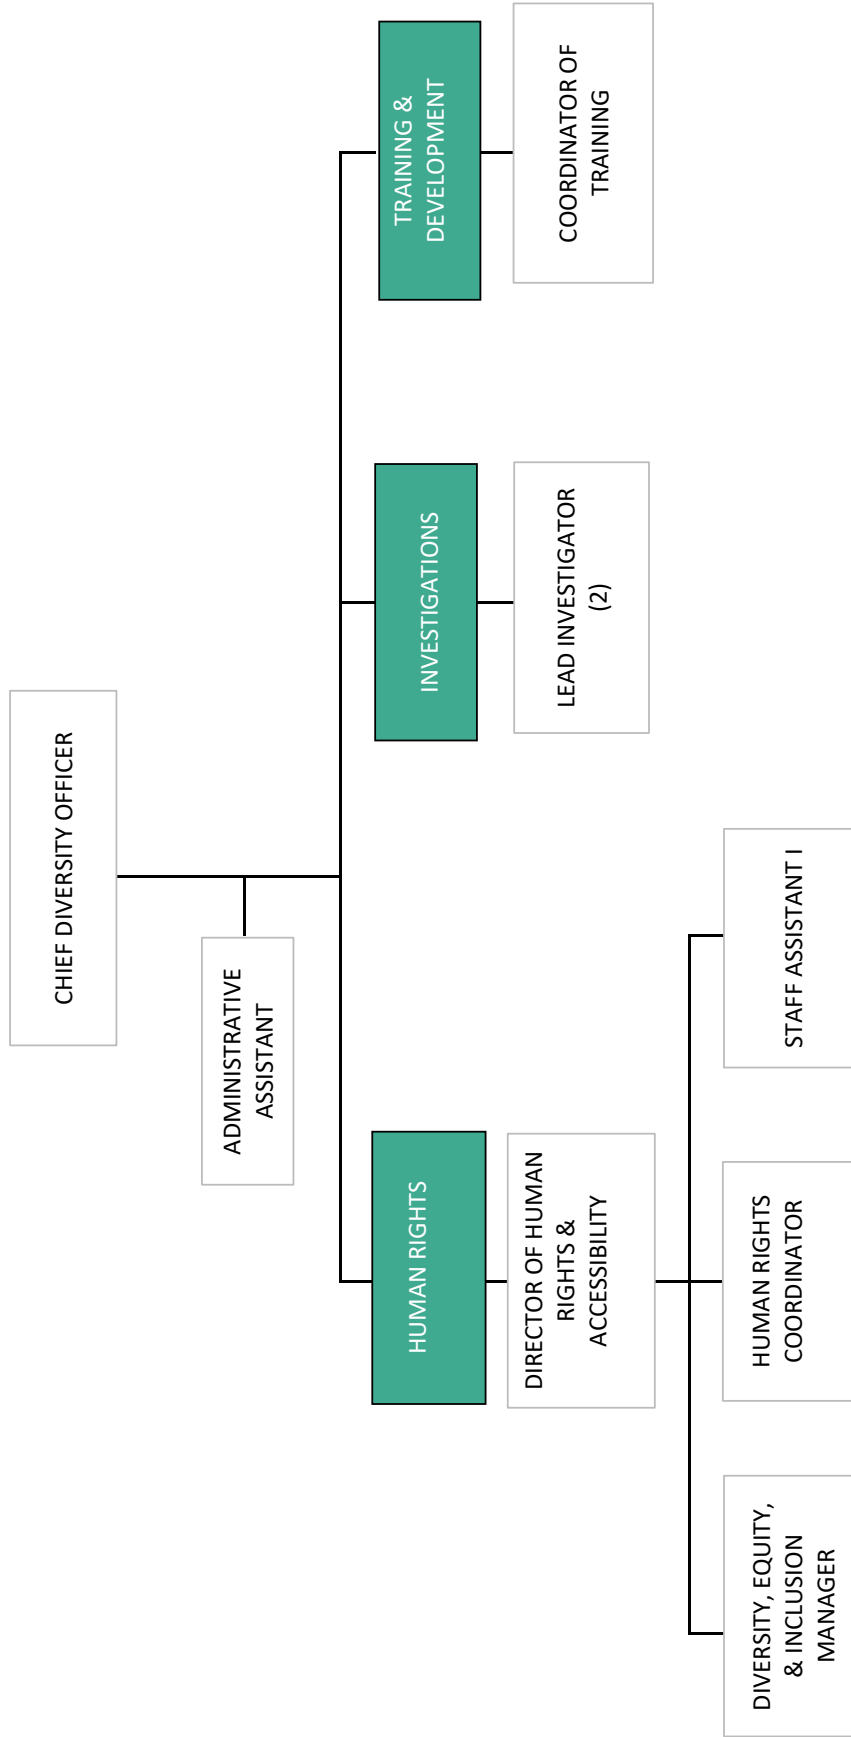 CHIEF DIVERSITY OFFICER
ADMINISTRATIVE
ASSISTANT
HUMAN RIGHTS
INVESTIGATIONS
TRAINING &
DEVELOPMENT
DIRECTOR OF HUMAN
RIGHTS &
ACCESSIBILITY
LEAD INVESTIGATOR
(2)
COORDINATOR OF
TRAINING
DIVERSITY, EQUITY,
& INCLUSION
MANAGER
HUMAN RIGHTS
COORDINATOR
STAFF ASSISTANT I